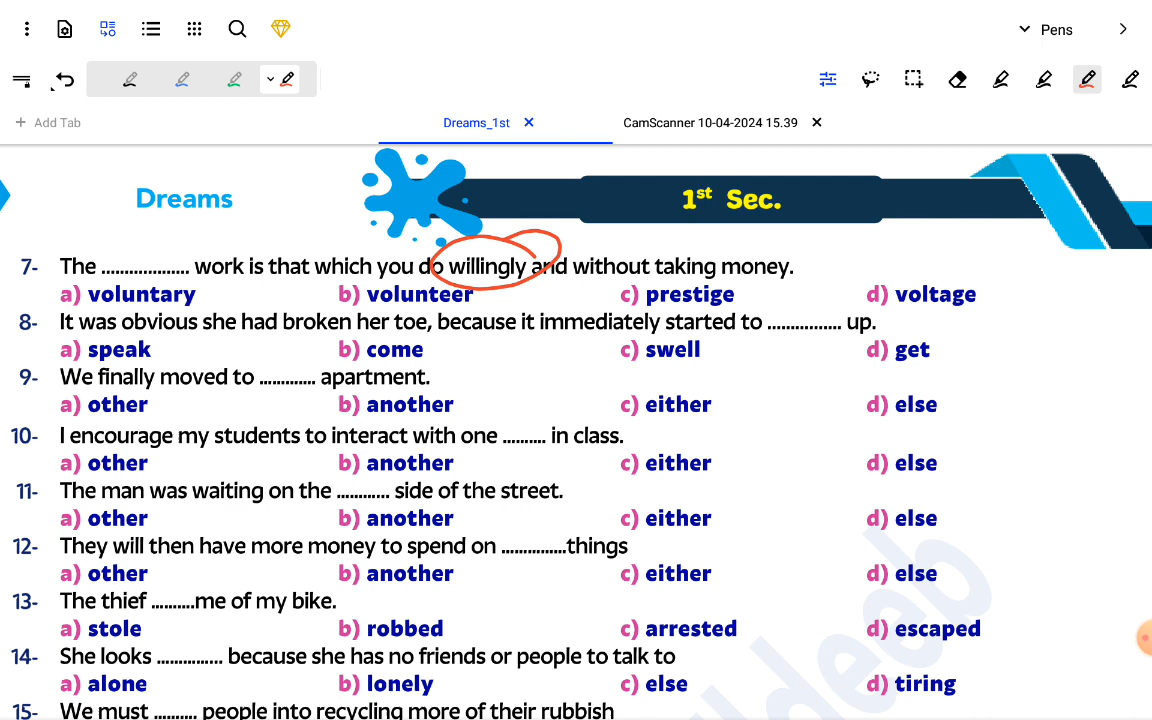 Pens
+ Add Tab
Dreams_1st ×
CamScanner 10-04-2024 15.39 ×
Dreams
1st Sec.
7- The ................... work is that which you do willingly and without taking money.
a) voluntary b) volunteer c) prestige d) voltage
8- It was obvious she had broken her toe, because it immediately started to ................ up.
a) speak b) come c) swell d) get
9- We finally moved to ............. apartment.
a) other b) another c) either d) else
10- I encourage my students to interact with one .......... in class.
a) other b) another c) either d) else
11- The man was waiting on the ............ side of the street.
a) other b) another c) either d) else
12- They will then have more money to spend on ...............things
a) other b) another c) either d) else
13- The thief ..........me of my bike.
a) stole b) robbed c) arrested d) escaped
14- She looks ............... because she has no friends or people to talk to
a) alone b) lonely c) else d) tiring
15- We must .......... people into recycling more of their rubbish